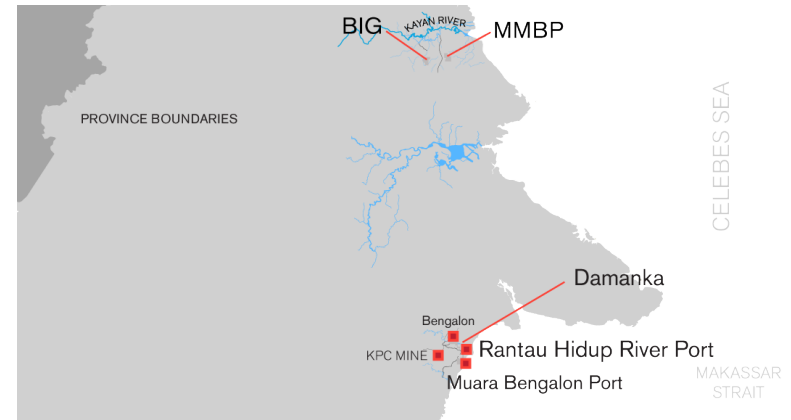 BIG
KAYAN RIVER
MMBP
PROVINCE BOUNDARIES
CELEBES SEA
Damanka
Bengalon
Rantau Hidup River Port
KPC MINE
Muara Bengalon Port
MAKASSAR
STRAIT